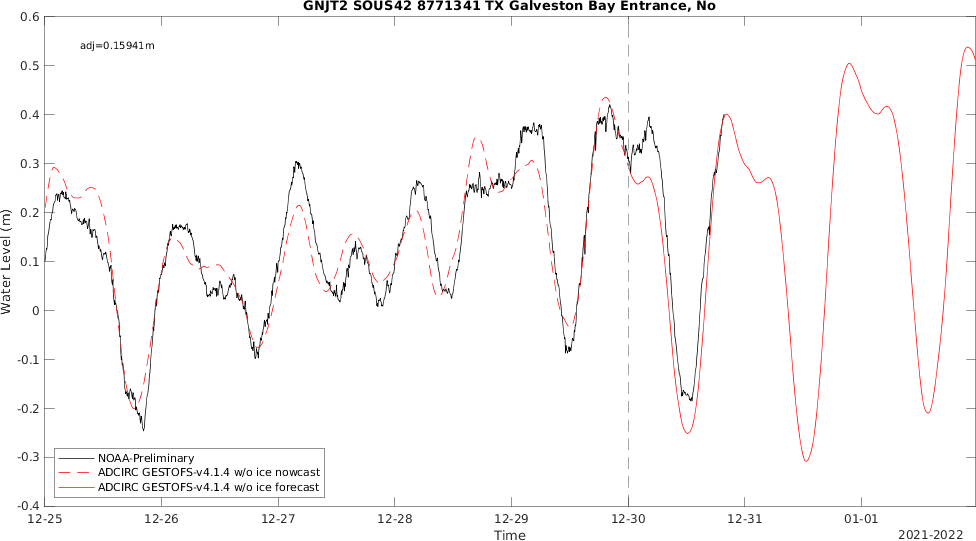 GNJT2 SOUS42 8771341 TX Galveston Bay Entrance, No
adj=0.15941m
0.6
0.5
0.4
0.3
0.2
0.1
0
-0.1
-0.2
-0.3
-0.4
Water Level (m)
NOAA-Preliminary
ADCIRC GESTOFS-v4.1.4 w/o ice nowcast
ADCIRC GESTOFS-v4.1.4 w/o ice forecast
12-25 12-26 12-27 12-28 12-29 12-30 12-31 01-01
Time
2021-2022